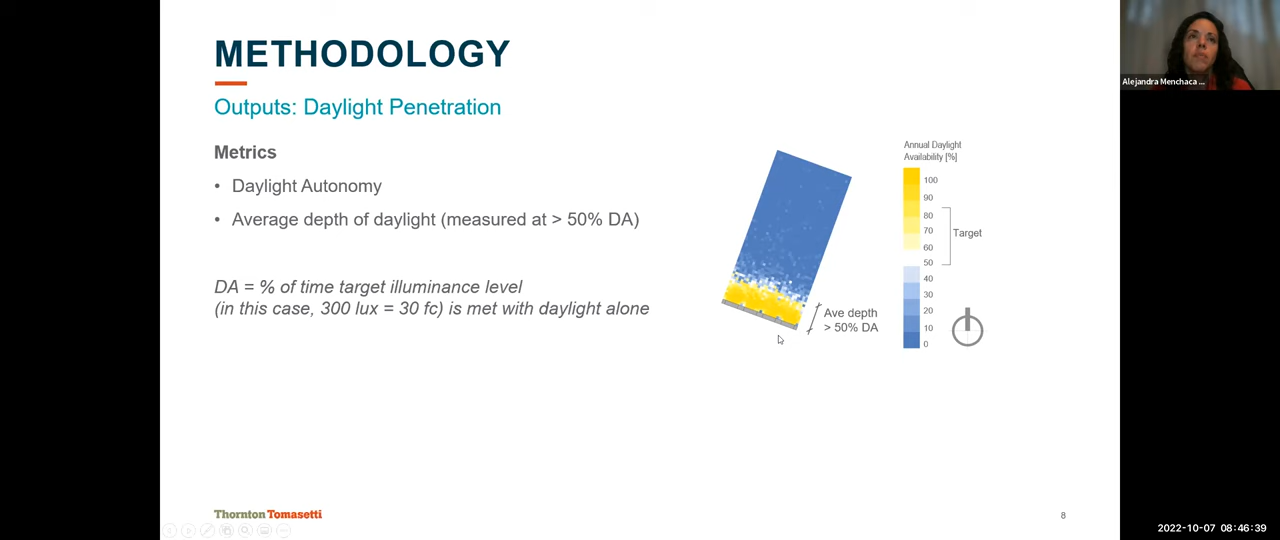 METHODOLOGY
Outputs: Daylight Penetration
Metrics
• Daylight Autonomy
• Average depth of daylight (measured at > 50% DA)
DA = % of time target illuminance level
(in this case, 300 lux = 30 fc) is met with daylight alone
Ave depth
> 50% DA
Annual Daylight
Availability [%]
100
90
80
70
60
50
40
30
20
10
0
Target
Thornton Tomasetti
8
Alejandra Menchaca ...
2022-10-07 08:46:39